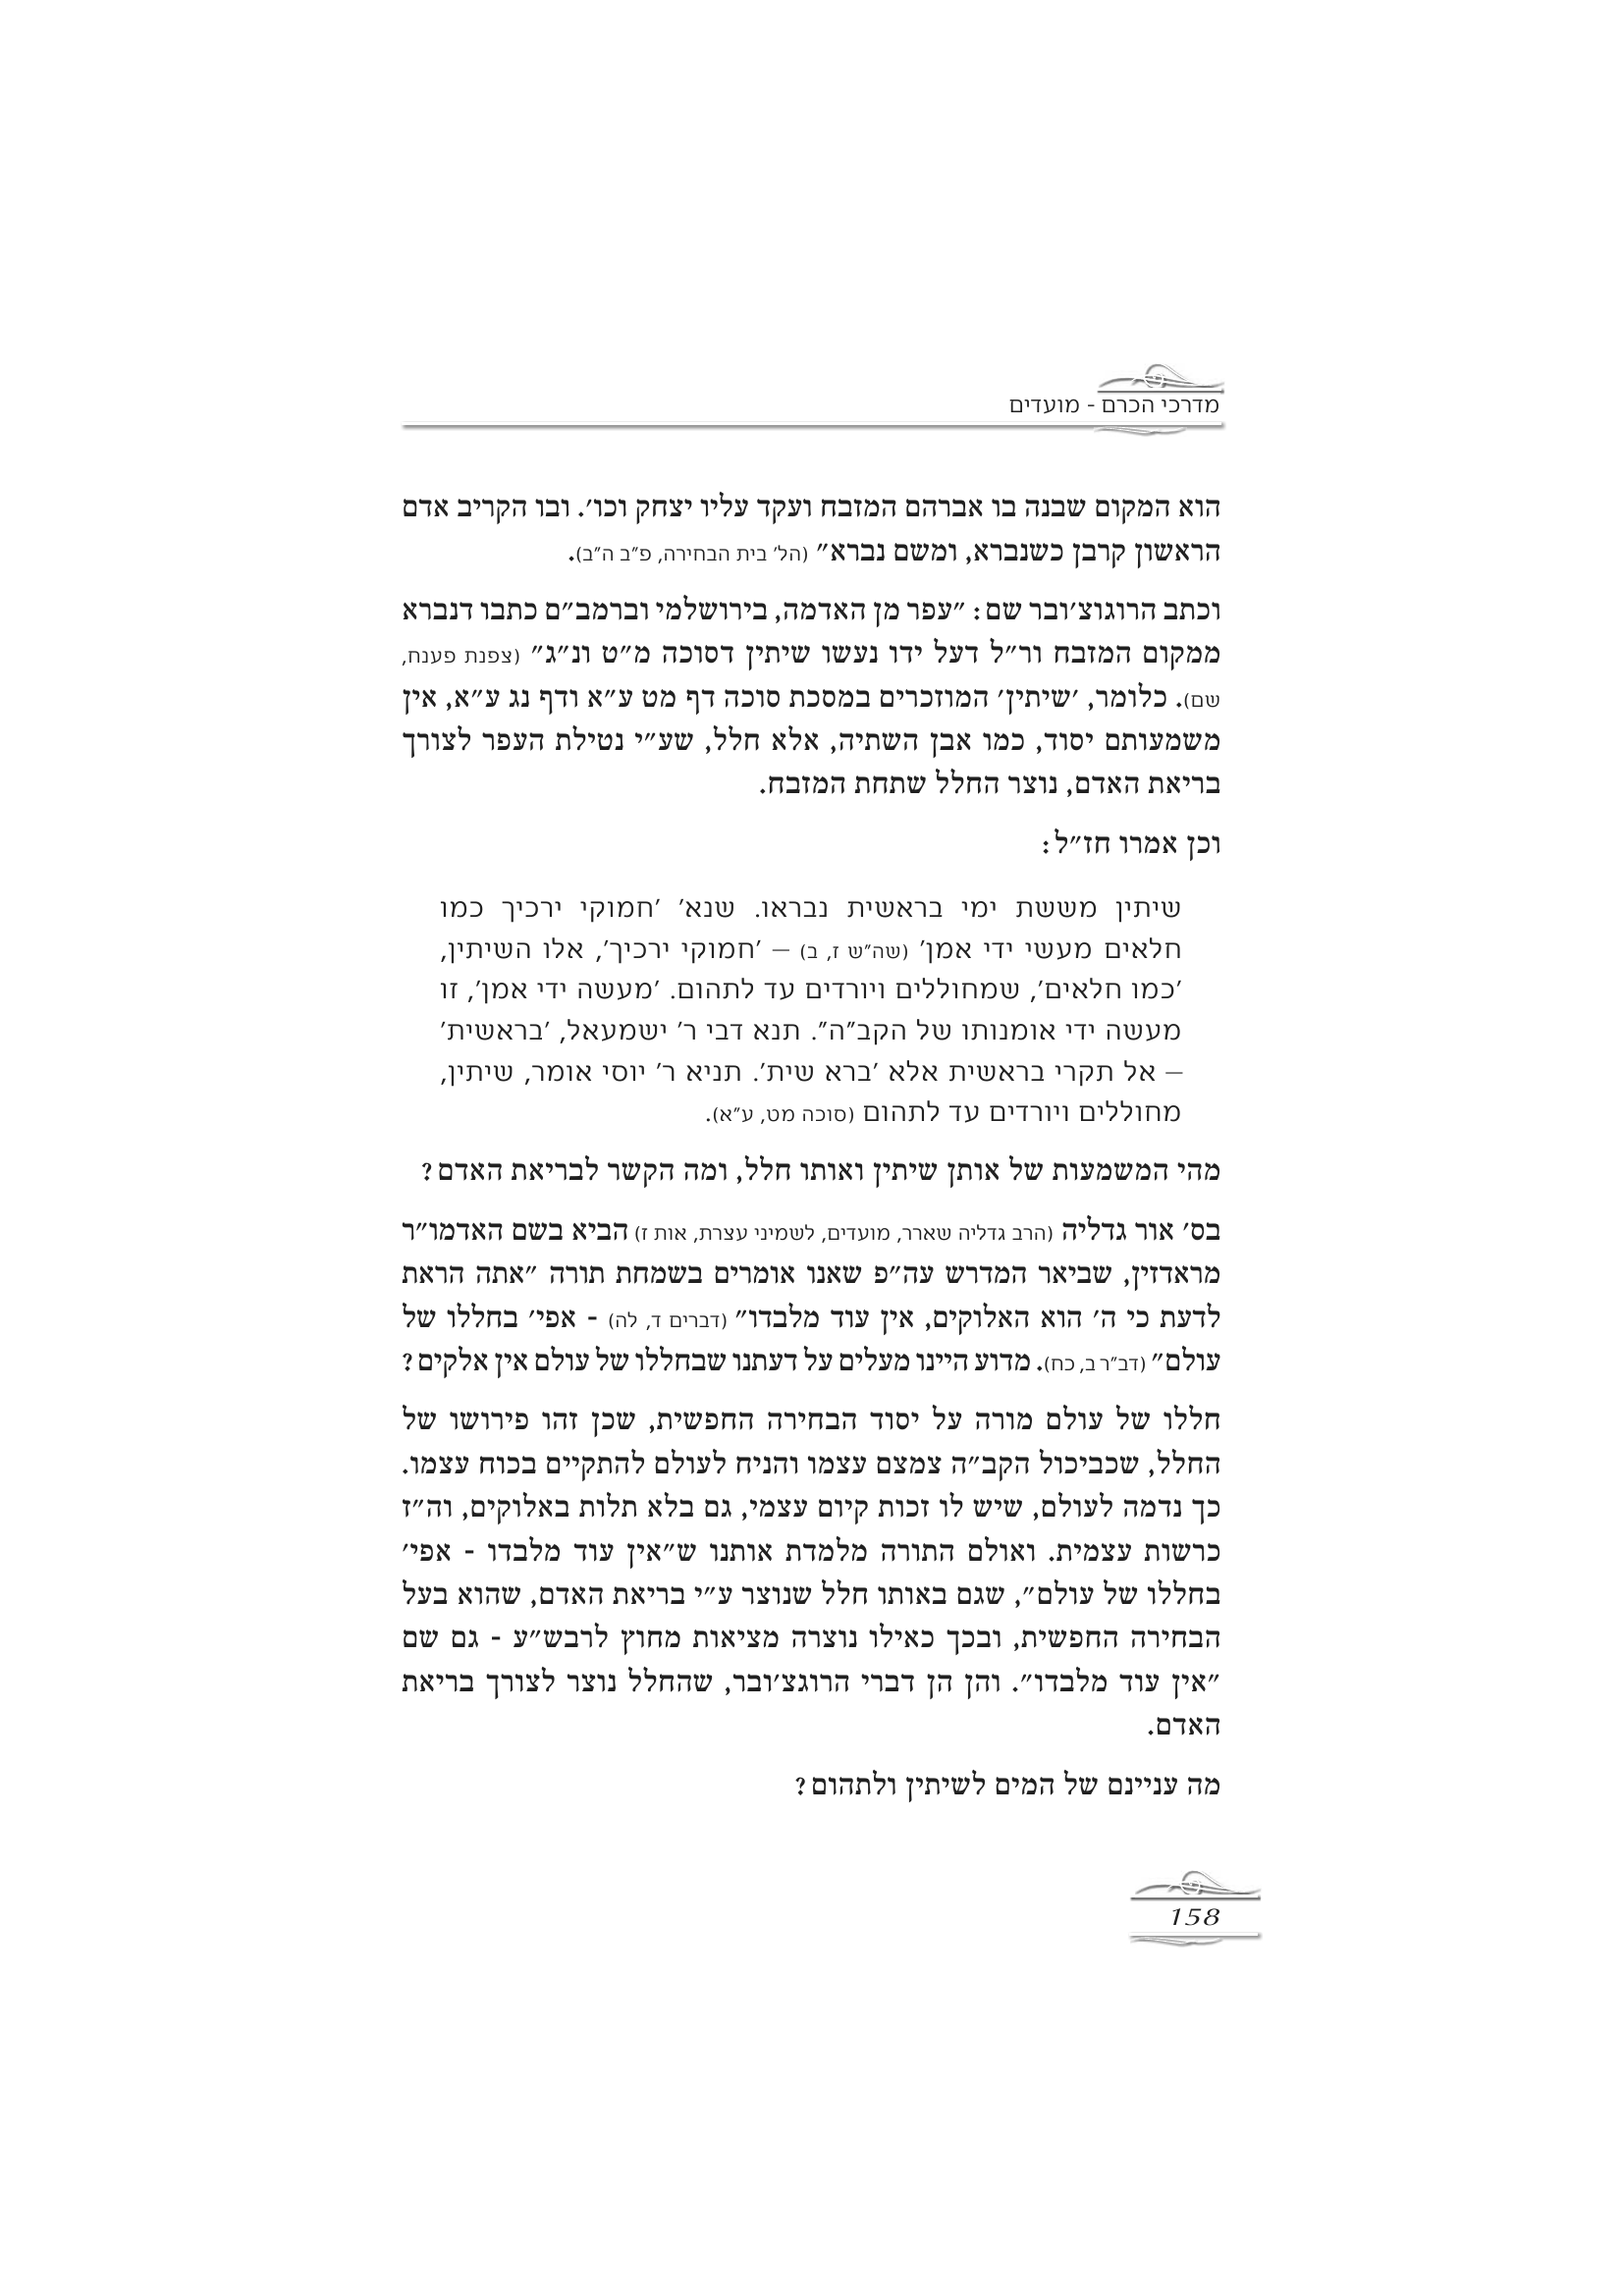 מדרכי הכרם - מועדים
הוא המקום שבנה בו אברהם המזבח ועקד עליו יצחק וכו׳. ובו הקריב אדם
הראשון קרבן כשנברא, ומשם נברא״ (הל׳ בית הבחירה, פ״ב ה״ב).
וכתב הרוגוצ׳ובר שם: ״עפר מן האדמה, בירושלמי וברמב״ם כתבו דנברא
ממקום המזבח ור״ל דעל ידו נעשו שיתין דסוכה מ״ט ונ״ג״ (צפנת פענח,
שם). כלומר, ׳שיתין׳ המוזכרים במסכת סוכה דף מט ע״א ודף נג ע״א, אין
משמעותם יסוד, כמו אבן השתיה, אלא חלל, שע״י נטילת העפר לצורך
בריאת האדם, נוצר החלל שתחת המזבח.
וכן אמרו חז״ל:
שיתין מששת ימי בראשית נבראו. שנא׳ ׳חמוקי ירכיך כמו
חלאים מעשי ידי אמן׳ (שה״ש ז, ב) – ׳חמוקי ירכיך׳, אלו השיתין,
׳כמו חלאים׳, שמחוללים ויורדים עד לתהום. ׳מעשה ידי אמן׳, זו
מעשה ידי אומנותו של הקב״ה״. תנא דבי ר׳ ישמעאל, ׳בראשית׳
– אל תקרי בראשית אלא ׳ברא שית׳. תניא ר׳ יוסי אומר, שיתין,
מחוללים ויורדים עד לתהום (סוכה מט, ע״א).
מהי המשמעות של אותן שיתין ואותו חלל, ומה הקשר לבריאת האדם?
בס׳ אור גדליה (הרב גדליה שארר, מועדים, לשמיני עצרת, אות ז) הביא בשם האדמו״ר
מראדזין, שביאר המדרש עה״פ שאנו אומרים בשמחת תורה ״אתה הראת
לדעת כי ה׳ הוא האלוקים, אין עוד מלבדו״ (דברים ד, לה) - אפי׳ בחללו של
עולם״ (דב״ר ב, כח). מדוע היינו מעלים על דעתנו שבחללו של עולם אין אלקים?
חללו של עולם מורה על יסוד הבחירה החפשית, שכן זהו פירושו של
החלל, שכביכול הקב״ה צמצם עצמו והניח לעולם להתקיים בכוח עצמו.
כך נדמה לעולם, שיש לו זכות קיום עצמי, גם בלא תלות באלוקים, וה״ז
כרשות עצמית. ואולם התורה מלמדת אותנו ש״אין עוד מלבדו - אפי׳
בחללו של עולם״, שגם באותו חלל שנוצר ע״י בריאת האדם, שהוא בעל
הבחירה החפשית, ובכך כאילו נוצרה מציאות מחוץ לרבש״ע - גם שם
״אין עוד מלבדו״. והן הן דברי הרוגצ׳ובר, שהחלל נוצר לצורך בריאת
האדם.
מה עניינם של המים לשיתין ולתהום?
158